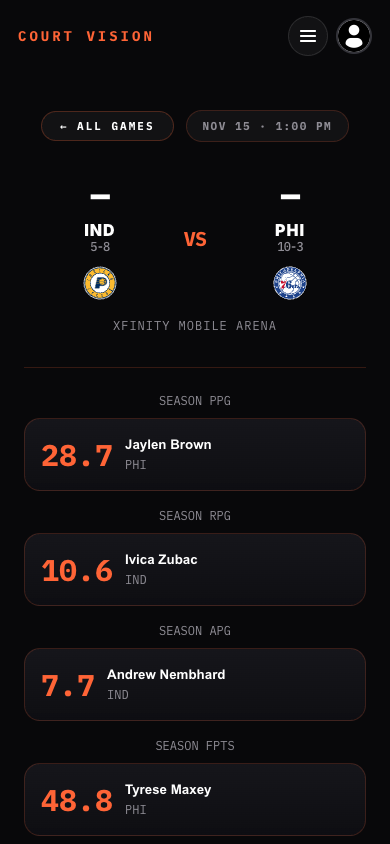 COURT VISION
← ALL GAMES
NOV 15 · 1:00 PM
–
–
IND
5-8
VS
PHI
10-3
76ers
XFINITY MOBILE ARENA
SEASON PPG
28.7
Jaylen Brown
PHI
SEASON RPG
10.6
Ivica Zubac
IND
SEASON APG
7.7
Andrew Nembhard
IND
SEASON FPTS
48.8
Tyrese Maxey
PHI